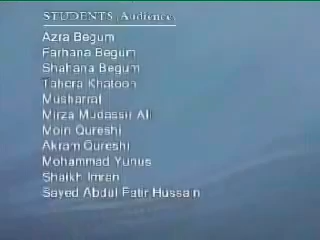 STUDENTS (Audience)
Azra Begum
Farhana Begum
Shahana Begum
Tahera Khatoon
Musharraf
Mirza Mudassir Ali
Moin Qureshi
Akram Qureshi
Mohammad Yunus
Shaikh Imran
Sayed Abdul Fatir Hussain